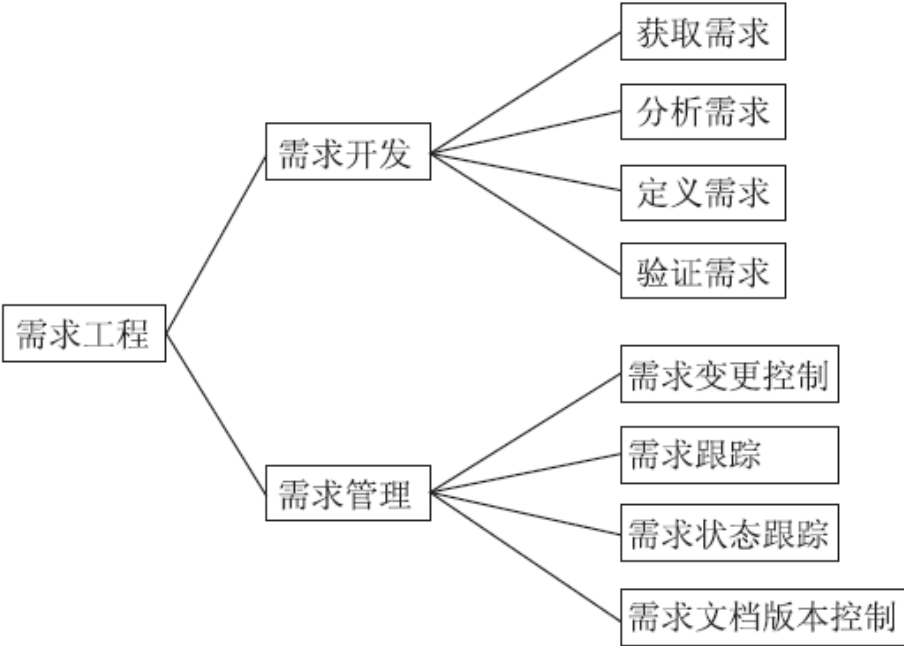 需求工程
需求开发
获取需求
分析需求
定义需求
验证需求
需求管理
需求变更控制
需求跟踪
需求状态跟踪
需求文档版本控制